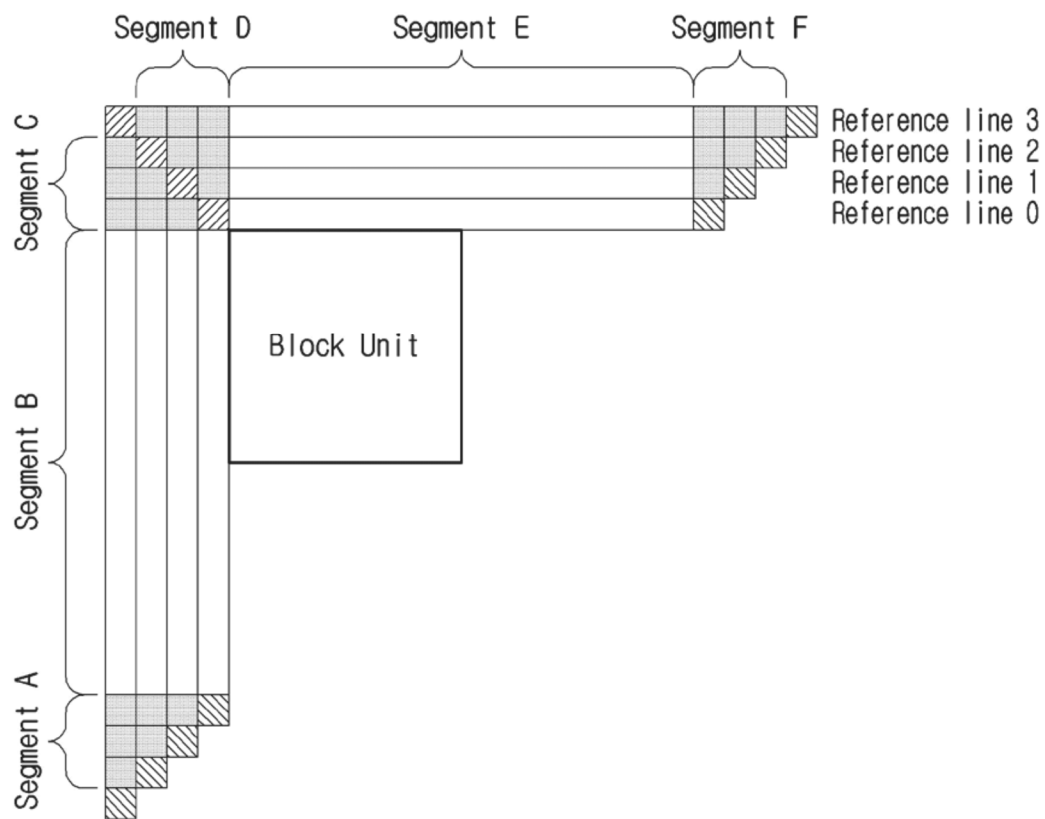 Segment D
Segment E
Segment F
Segment C
Reference line 3
Reference line 2
Reference line 1
Reference line 0
Block Unit
Segment B
Segment A